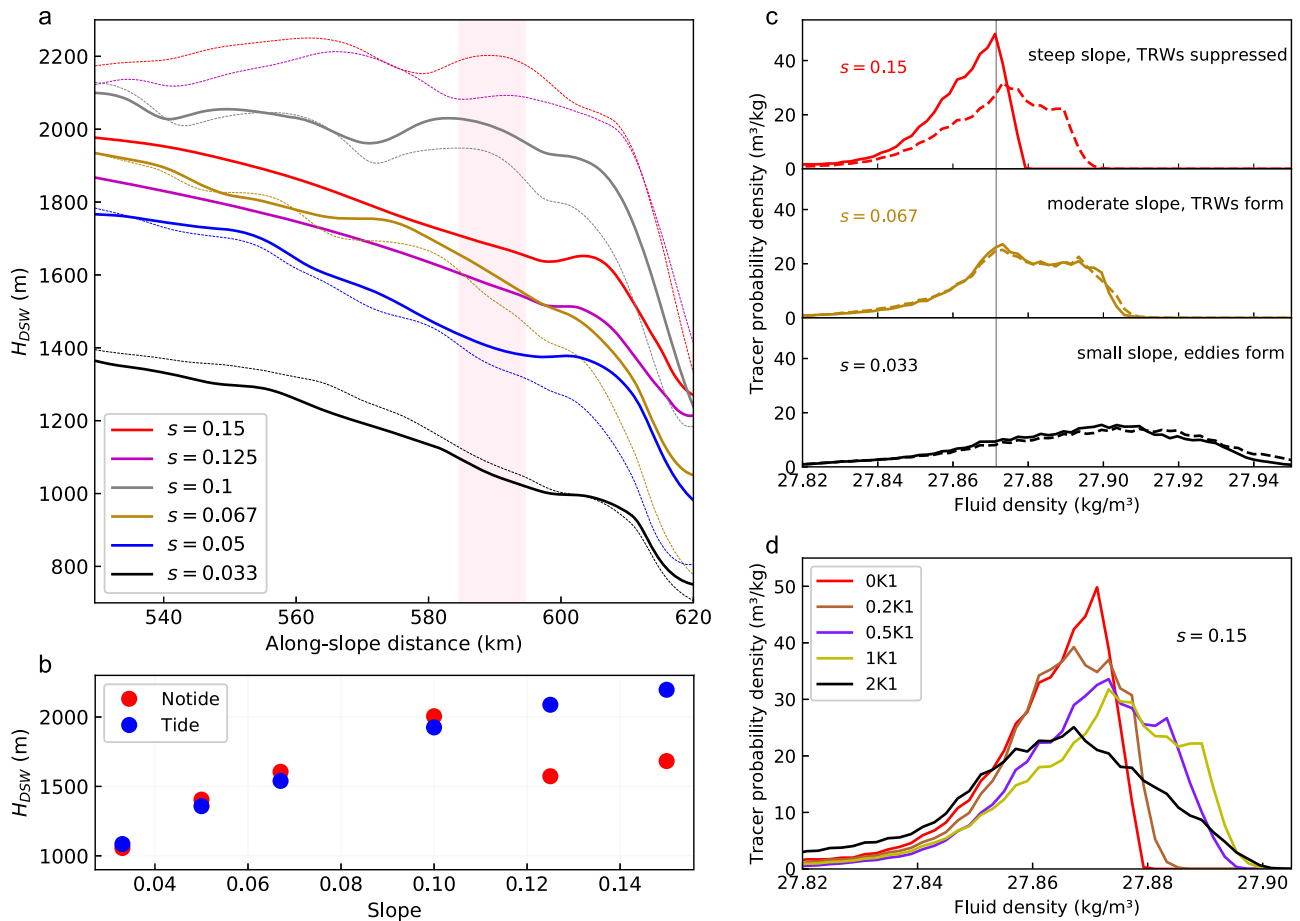 a
2200
2000
1800
1600
1400
1200
1000
800
H_DSW (m)
s = 0.15
s = 0.125
s = 0.1
s = 0.067
s = 0.05
s = 0.033
540 560 580 600 620
Along-slope distance (km)
b
Notide
Tide
2000
1500
1000
H_DSW (m)
0.04 0.06 0.08 0.10 0.12 0.14
Slope
c
40
20
0
s = 0.15
steep slope, TRWs suppressed
40
20
0
s = 0.067
moderate slope, TRWs form
40
20
0
s = 0.033
small slope, eddies form
Tracer probability density (m³/kg)
27.82 27.84 27.86 27.88 27.90 27.92 27.94
Fluid density (kg/m³)
d
0K1
0.2K1
0.5K1
1K1
2K1
s = 0.15
50
40
30
20
10
0
Tracer probability density (m³/kg)
27.82 27.84 27.86 27.88 27.90
Fluid density (kg/m³)